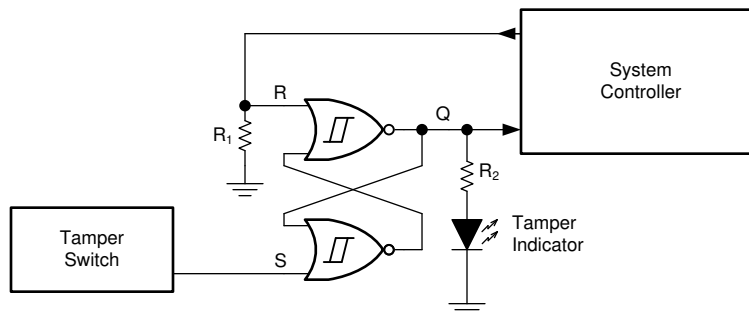 System
Controller
R
Q
R₁
R₂
Tamper
Indicator
Tamper
Switch
S